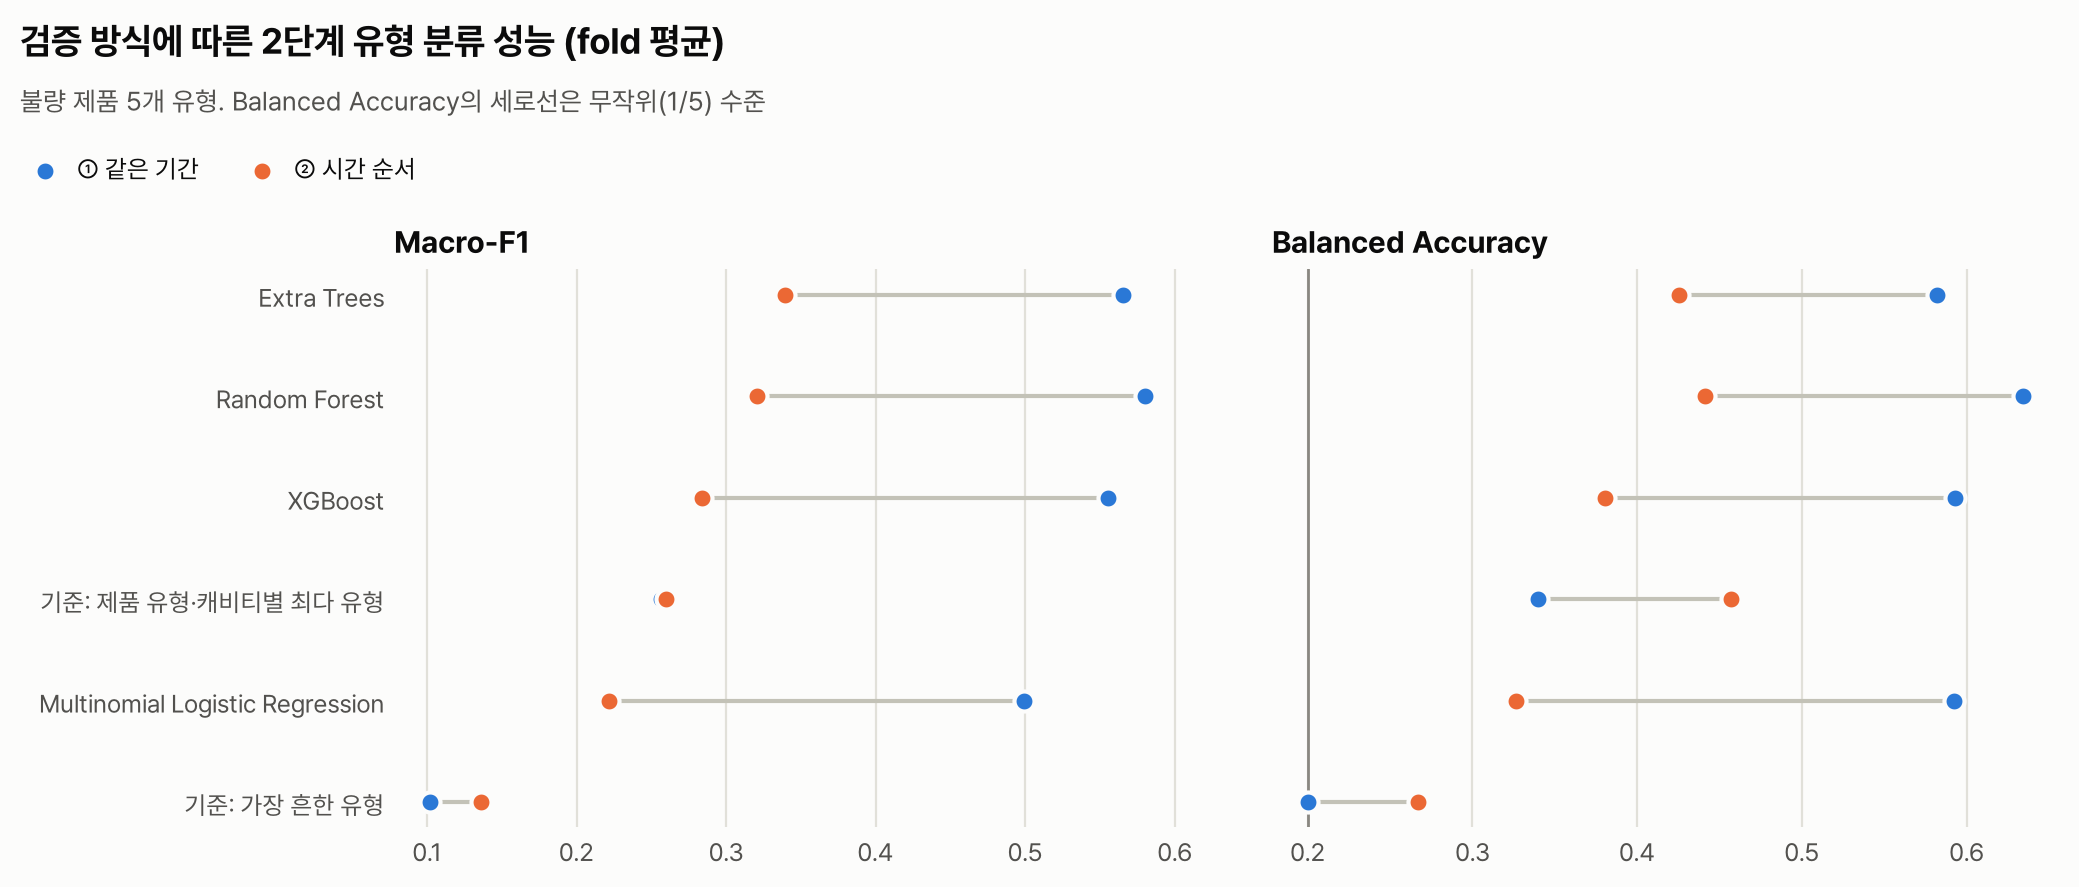 검증 방식에 따른 2단계 유형 분류 성능 (fold 평균)
불량 제품 5개 유형. Balanced Accuracy의 세로선은 무작위(1/5) 수준
① 같은 기간 ② 시간 순서
Macro-F1 Balanced Accuracy
Extra Trees
Random Forest
XGBoost
기준: 제품 유형·캐비티별 최다 유형
Multinomial Logistic Regression
기준: 가장 흔한 유형
0.1 0.2 0.3 0.4 0.5 0.6 0.2 0.3 0.4 0.5 0.6